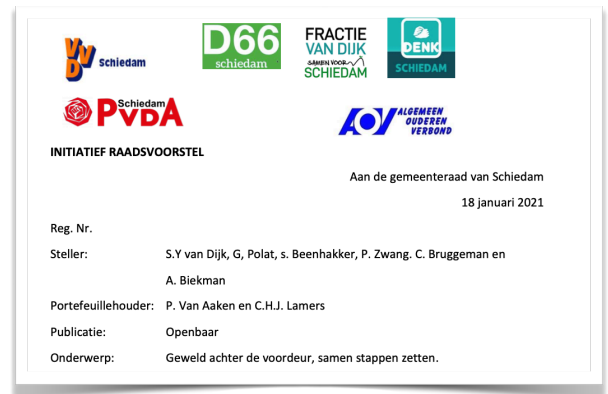 VVD Schiedam
D66
schiedam
FRACTIE
VAN DIJK
SAMEN VOOR
SCHIEDAM
DENK
SCHIEDAM
Schiedam
PvdA
AOV ALGEMEEN
OUDEREN
VERBOND
INITIATIEF RAADSVOORSTEL
Aan de gemeenteraad van Schiedam
18 januari 2021
Reg. Nr.
Steller: S.Y van Dijk, G, Polat, s. Beenhakker, P. Zwang. C. Bruggeman en
A. Biekman
Portefeuillehouder: P. Van Aaken en C.H.J. Lamers
Publicatie: Openbaar
Onderwerp: Geweld achter de voordeur, samen stappen zetten.